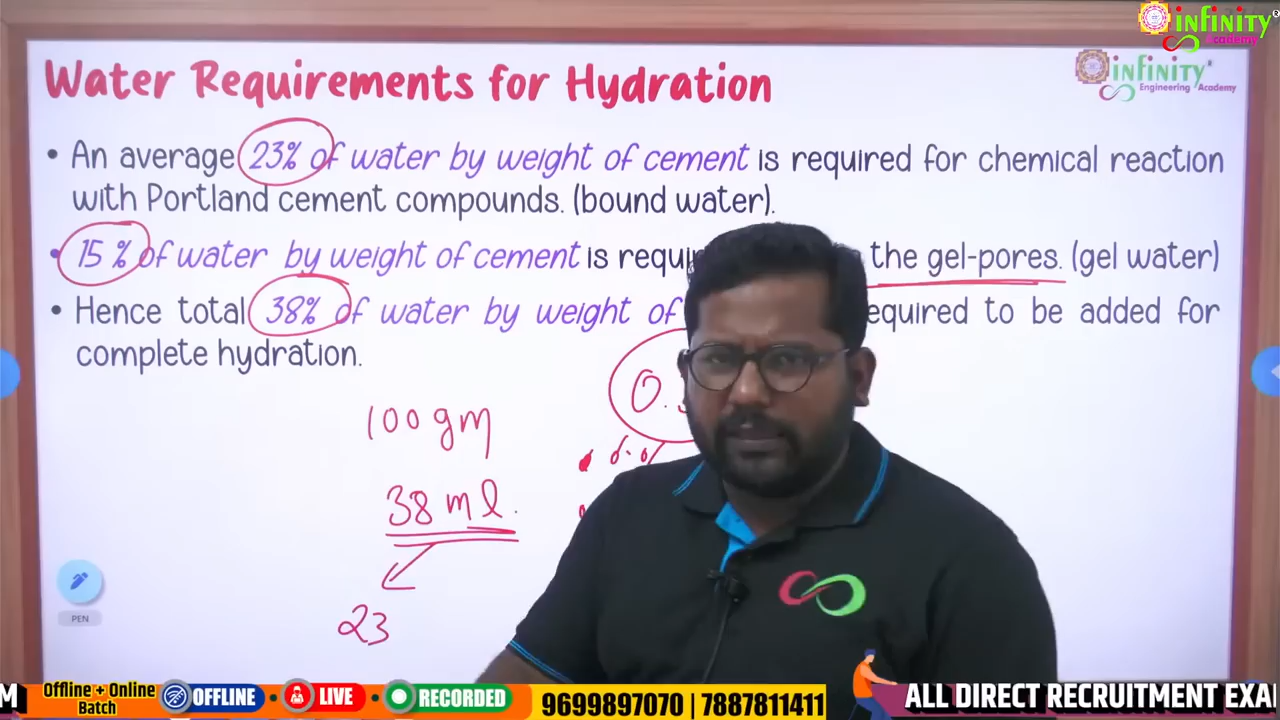 infinity
Academy
Water Requirements for Hydration
infinity
Engineering Academy
• An average 23% of water by weight of cement is required for chemical reaction
with Portland cement compounds. (bound water).
• 15 % of water by weight of cement is the gel-pores. (gel water)
• Hence total 38% of water by weight of to be added for
complete hydration.
100 gm
0.
38 ml.
23
PEN
Offline + Online
Batch
OFFLINE
LIVE
RECORDED
9699897070 | 7887811411
ALL DIRECT RECRUITMENT